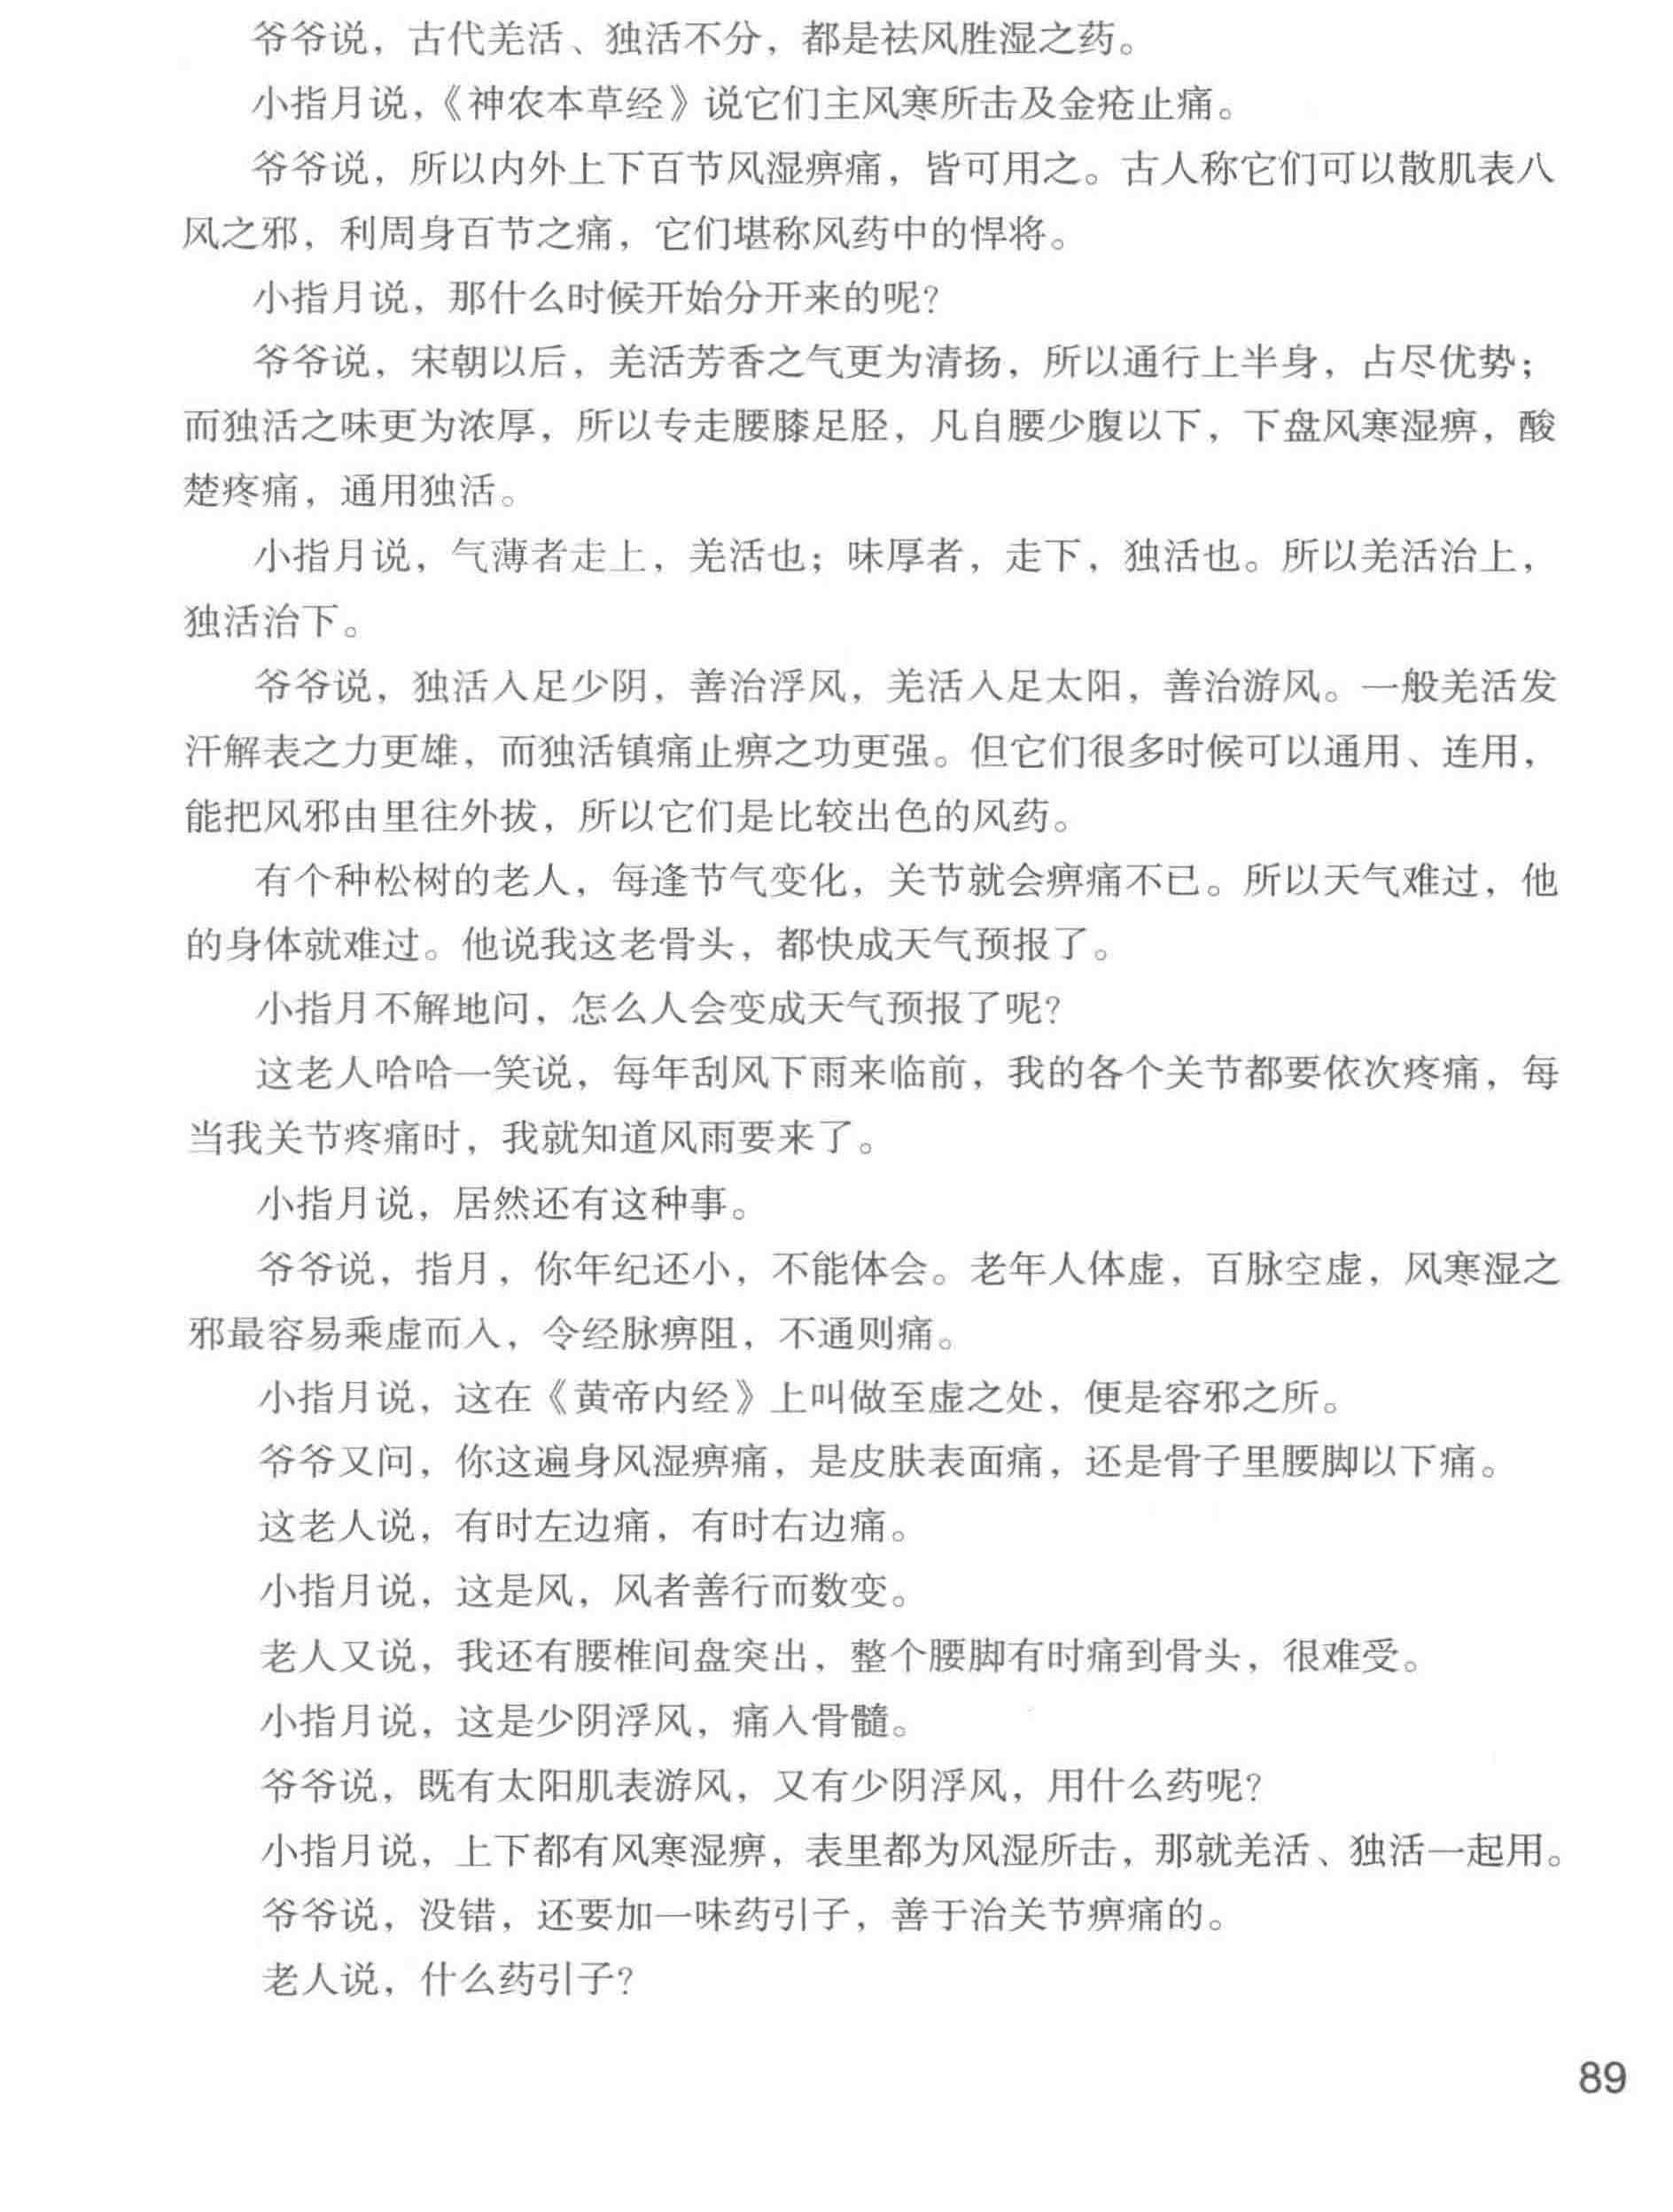 爷爷说，古代羌活、独活不分，都是祛风胜湿之药。
小指月说，《神农本草经》说它们主风寒所击及金疮止痛。
爷爷说，所以内外上下百节风湿痹痛，皆可用之。古人称它们可以散肌表八
风之邪，利周身百节之痛，它们堪称风药中的悍将。
小指月说，那什么时候开始分开来的呢？
爷爷说，宋朝以后，羌活芳香之气更为清扬，所以通行上半身，占尽优势；
而独活之味更为浓厚，所以专走腰膝足胫，凡自腰少腹以下，下盘风寒湿痹，酸
楚疼痛，通用独活。
小指月说，气薄者走上，羌活也；味厚者，走下，独活也。所以羌活治上，
独活治下。
爷爷说，独活入足少阴，善治浮风，羌活入足太阳，善治游风。一般羌活发
汗解表之力更雄，而独活镇痛止痹之功更强。但它们很多时候可以通用、连用，
能把风邪由里往外拔，所以它们是比较出色的风药。
有个种松树的老人，每逢节气变化，关节就会痹痛不已。所以天气难过，他
的身体就难过。他说我这老骨头，都快成天气预报了。
小指月不解地问，怎么人会变成天气预报了呢？
这老人哈哈一笑说，每年刮风下雨来临前，我的各个关节都要依次疼痛，每
当我关节疼痛时，我就知道风雨要来了。
小指月说，居然还有这种事。
爷爷说，指月，你年纪还小，不能体会。老年人体虚，百脉空虚，风寒湿之
邪最容易乘虚而入，令经脉痹阻，不通则痛。
小指月说，这在《黄帝内经》上叫做至虚之处，便是容邪之所。
爷爷又问，你这遍身风湿痹痛，是皮肤表面痛，还是骨子里腰脚以下痛。
这老人说，有时左边痛，有时右边痛。
小指月说，这是风，风者善行而数变。
老人又说，我还有腰椎间盘突出，整个腰脚有时痛到骨头，很难受。
小指月说，这是少阴浮风，痛入骨髓。
爷爷说，既有太阳肌表游风，又有少阴浮风，用什么药呢？
小指月说，上下都有风寒湿痹，表里都为风湿所击，那就羌活、独活一起用。
爷爷说，没错，还要加一味药引子，善于治关节痹痛的。
老人说，什么药引子？
89